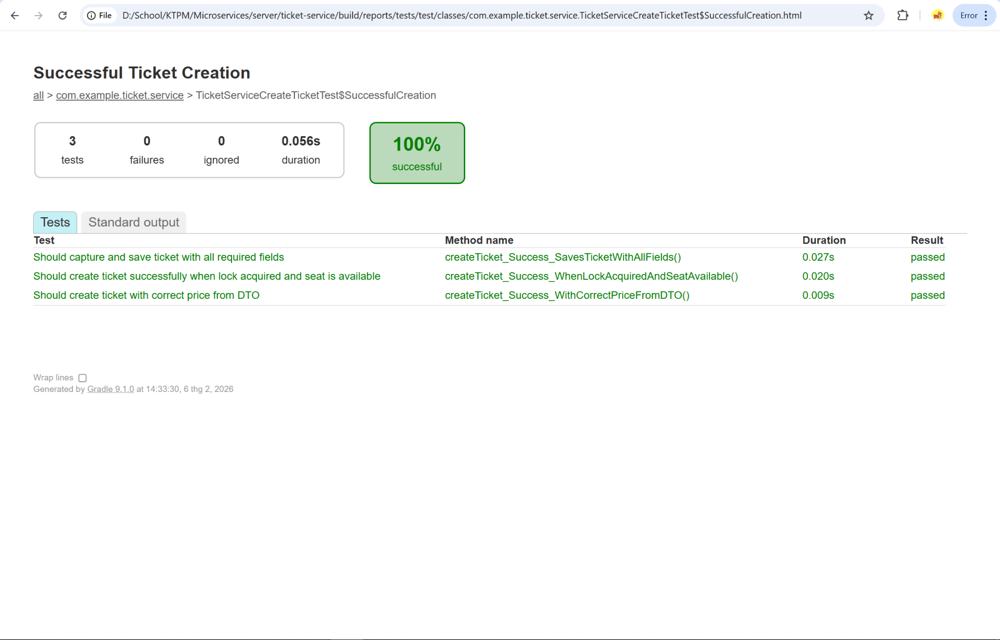 File D:/School/KTPM/Microservices/server/ticket-service/build/reports/tests/test/classes/com.example.ticket.service.TicketServiceCreateTicketTest$SuccessfulCreation.html Error
Successful Ticket Creation
all > com.example.ticket.service > TicketServiceCreateTicketTest$SuccessfulCreation
3 0 0 0.056s
tests failures ignored duration
100%
successful
Tests Standard output
Test Method name Duration Result
Should capture and save ticket with all required fields createTicket_Success_SavesTicketWithAllFields() 0.027s passed
Should create ticket successfully when lock acquired and seat is available createTicket_Success_WhenLockAcquiredAndSeatAvailable() 0.020s passed
Should create ticket with correct price from DTO createTicket_Success_WithCorrectPriceFromDTO() 0.009s passed
Wrap lines
Generated by Gradle 9.1.0 at 14:33:30, 6 thg 2, 2026